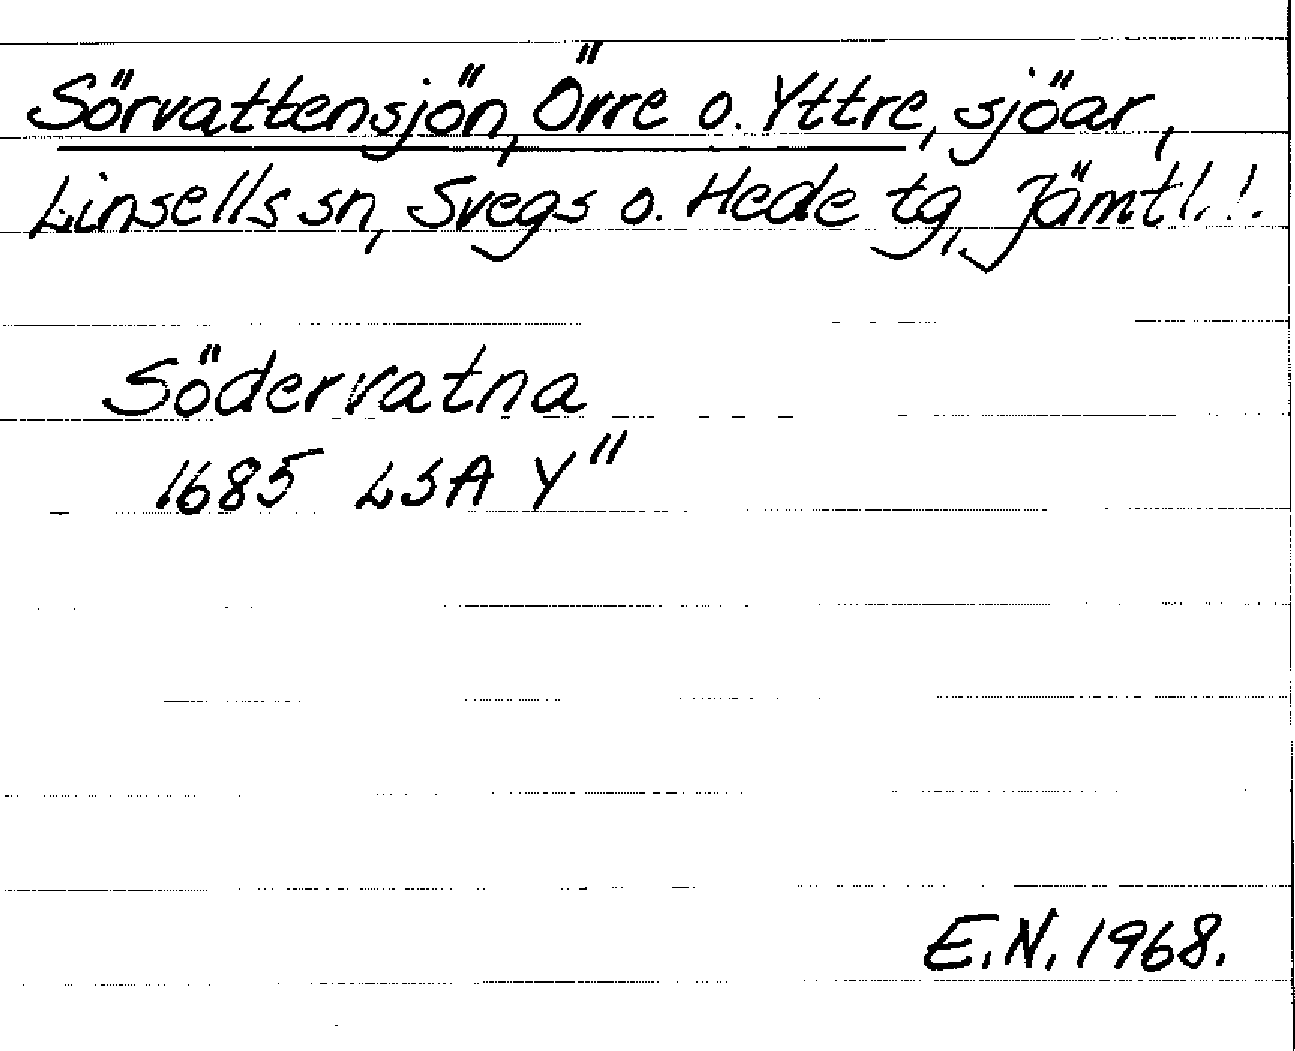 Sörvattensjön, Övre o. Yttre, sjöar,
Linsells sn, Svegs o. Hede tg, Jämtl. l.
Södervatna
1685 LSA Y"
E.N. 1968.